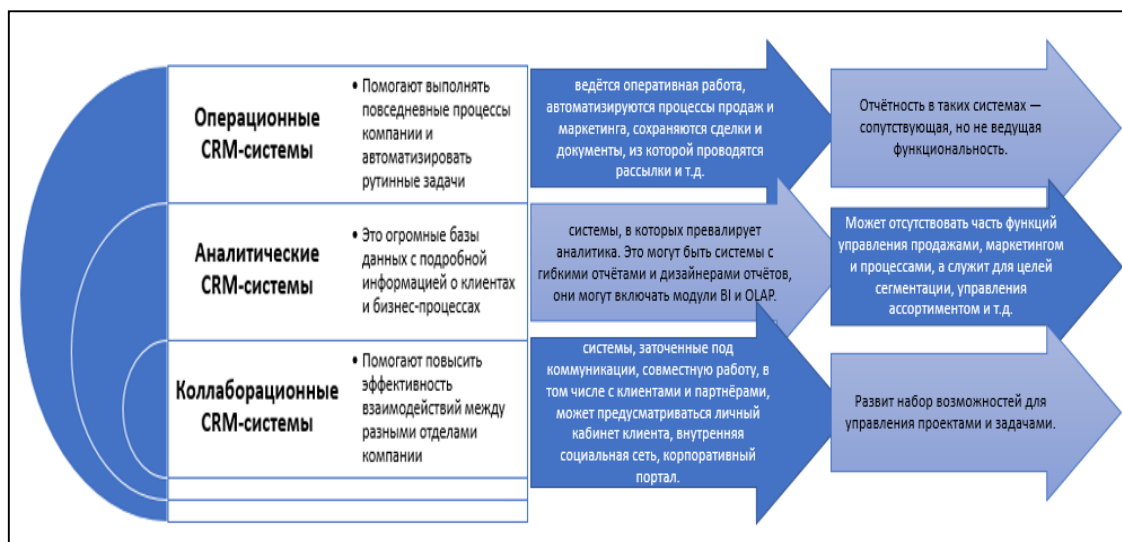 Операционные
CRM-системы
• Помогают выполнять
повседневные процессы
компании и
автоматизировать
рутинные задачи
ведётся оперативная работа,
автоматизируются процессы продаж и
маркетинга, сохраняются сделки и
документы, из которой проводятся
рассылки и т.д.
Отчётность в таких системах —
сопутствующая, но не ведущая
функциональность.
Аналитические
CRM-системы
• Это огромные базы
данных с подробной
информацией о клиентах
и бизнес-процессах
системы, в которых превалирует
аналитика. Это могут быть системы с
гибкими отчётами и дизайнерами отчётов,
они могут включать модули BI и OLAP.
Может отсутствовать часть функций
управления продажами, маркетингом
и процессами, а служит для целей
сегментации, управления
ассортиментом и т.д.
Коллаборационные
CRM-системы
• Помогают повысить
эффективность
взаимодействий между
разными отделами
компании
системы, заточенные под
коммуникации, совместную работу, в
том числе с клиентами и партнёрами,
может предусматриваться личный
кабинет клиента, внутренняя
социальная сеть, корпоративный
портал.
Развит набор возможностей для
управления проектами и задачами.